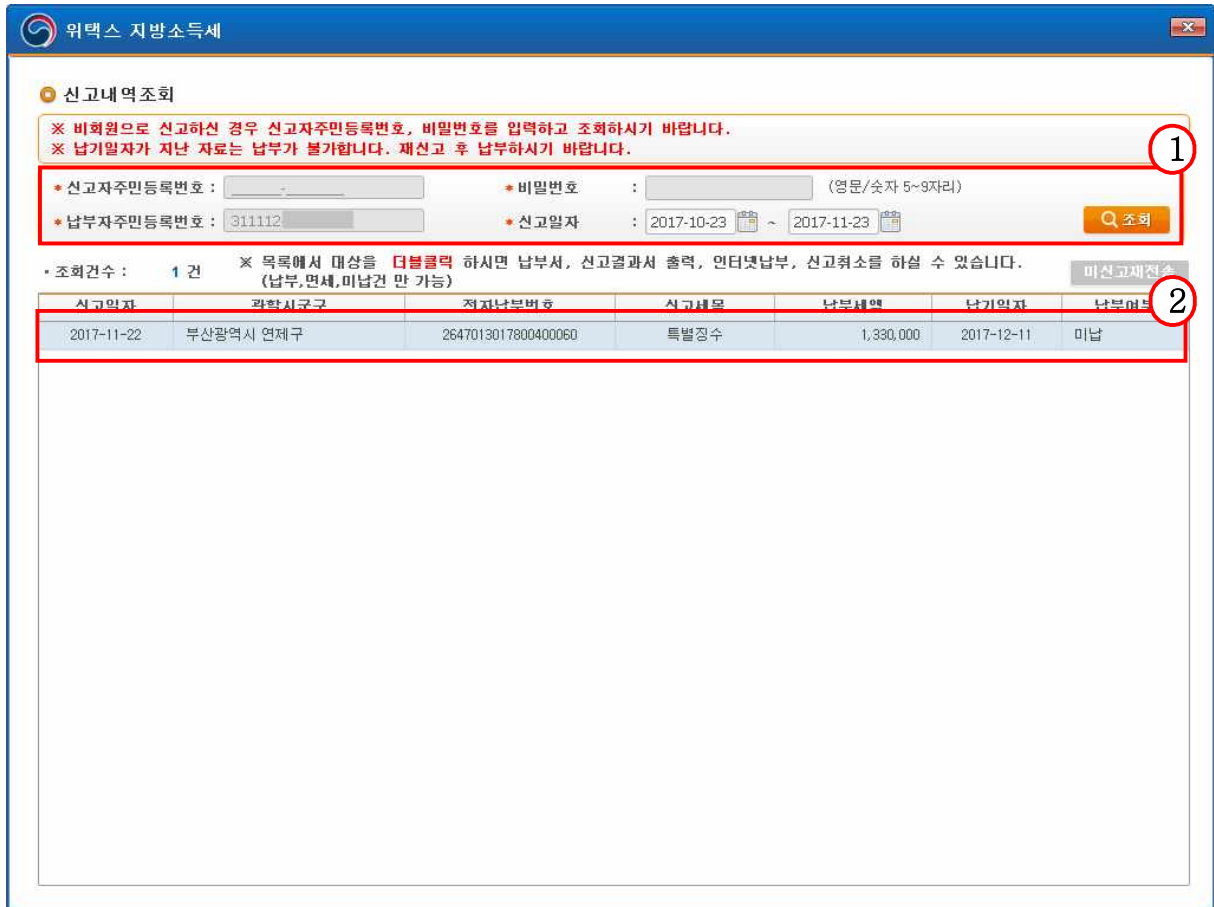 위택스 지방소득세
신고내역조회
※ 비회원으로 신고하신 경우 신고자주민등록번호, 비밀번호를 입력하고 조회하시기 바랍니다.
※ 납기일자가 지난 자료는 납부가 불가합니다. 재신고 후 납부하시기 바랍니다.
1
* 신고자주민등록번호 : ______-_______ * 비밀번호 : (영문/숫자 5~9자리)
* 납부자주민등록번호 : 311112 * 신고일자 : 2017-10-23 ~ 2017-11-23 조회
• 조회건수 : 1 건 ※ 목록에서 대상을 더블클릭 하시면 납부서, 신고결과서 출력, 인터넷납부, 신고취소를 하실 수 있습니다. 미신고재전송
(납부,면세,미납건 만 가능)
2
신고일자 관할시군구 전자납부번호 신고세목 납부세액 납기일자 납부여부
2017-11-22 부산광역시 연제구 2647013017800400060 특별징수 1,330,000 2017-12-11 미납